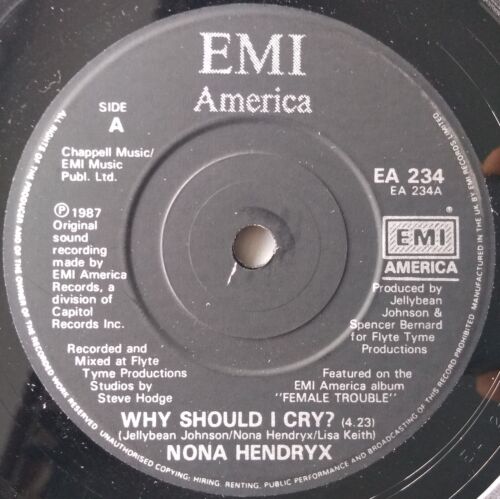 EMI
America
SIDE
A
Chappell Music/
EMI Music
Publ. Ltd.
EA 234
EA 234A
Ⓟ 1987
Original
sound
recording
made by
EMI America
Records, a
division of
Capitol
Records Inc.
EMI
AMERICA
Produced by
Jellybean
Johnson &
Spencer Bernard
for Flyte Tyme
Productions
Recorded and
Mixed at Flyte
Tyme Productions
Studios by
Steve Hodge
Featured on the
EMI America album
"FEMALE TROUBLE"
WHY SHOULD I CRY? (4.23)
(Jellybean Johnson/Nona Hendryx/Lisa Keith)
NONA HENDRYX
ALL RIGHTS OF THE PRODUCER AND OF THE OWNER OF THE RECORDED WORK RESERVED UNAUTHORISED COPYING; HIRING, RENTING, PUBLIC PERFORMANCE AND BROADCASTING OF THIS RECORD PROHIBITED. MANUFACTURED IN THE UK BY EMI RECORDS LIMITED